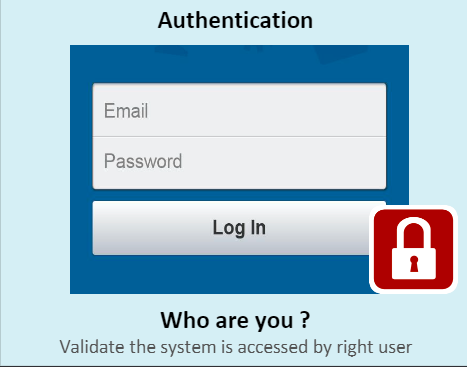 Authentication
Email
Password
Log In
Who are you ?
Validate the system is accessed by right user